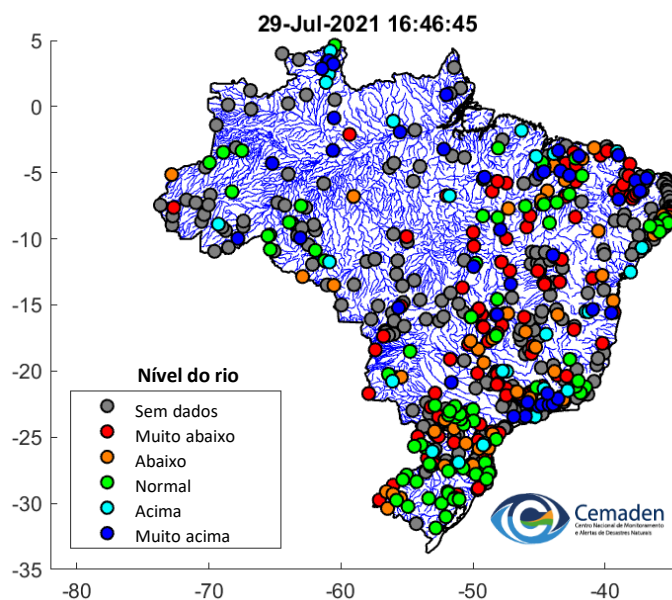 29-Jul-2021 16:46:45
5
0
-5
-10
-15
-20
-25
-30
-35
Nível do rio
Sem dados
Muito abaixo
Abaixo
Normal
Acima
Muito acima
Cemaden
Centro Nacional de Monitoramento
e Alertas de Desastres Naturais
-80
-70
-60
-50
-40